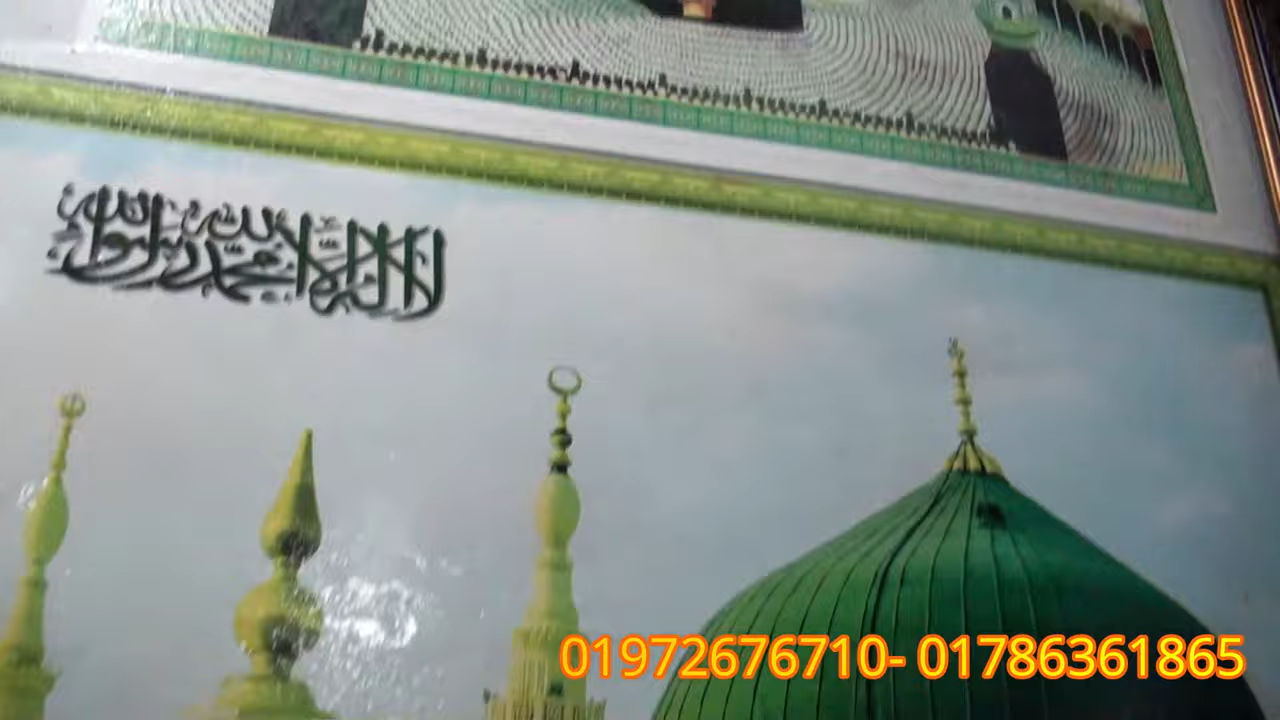 لا إله إلا الله محمد رسول الله
01972676710- 01786361865